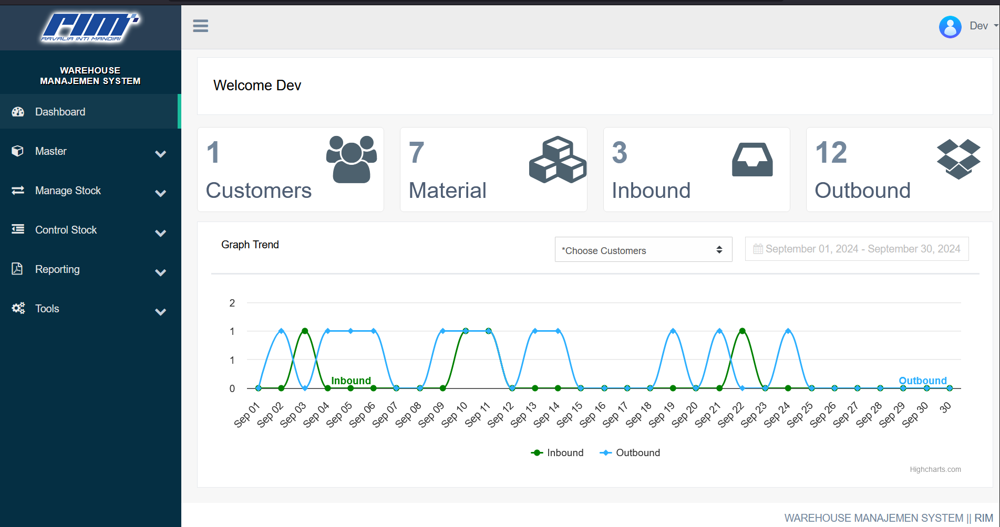 RIM
RAVALIA INTI MANDIRI
WAREHOUSE
MANAJEMEN SYSTEM
Dashboard
Master
Manage Stock
Control Stock
Reporting
Tools
Dev
Welcome Dev
1
Customers
7
Material
3
Inbound
12
Outbound
Graph Trend
*Choose Customers
September 01, 2024 - September 30, 2024
2
1
1
0
Inbound
Outbound
Sep 01
Sep 02
Sep 03
Sep 04
Sep 05
Sep 06
Sep 07
Sep 08
Sep 09
Sep 10
Sep 11
Sep 12
Sep 13
Sep 14
Sep 15
Sep 16
Sep 17
Sep 18
Sep 19
Sep 20
Sep 21
Sep 22
Sep 23
Sep 24
Sep 25
Sep 26
Sep 27
Sep 28
Sep 29
Sep 30
30
Inbound
Outbound
Highcharts.com
WAREHOUSE MANAJEMEN SYSTEM || RIM